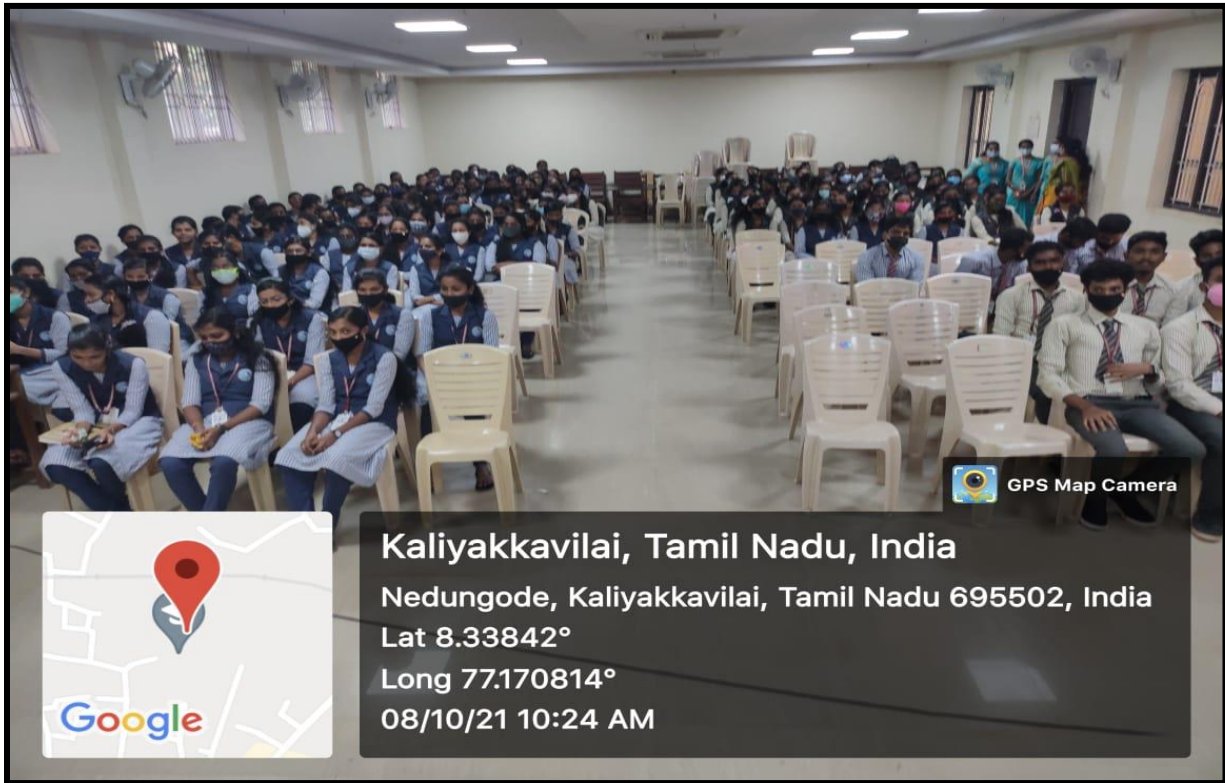 GPS Map Camera
Kaliyakkavilai, Tamil Nadu, India
Nedungode, Kaliyakkavilai, Tamil Nadu 695502, India
Lat 8.33842°
Long 77.170814°
08/10/21 10:24 AM
Google